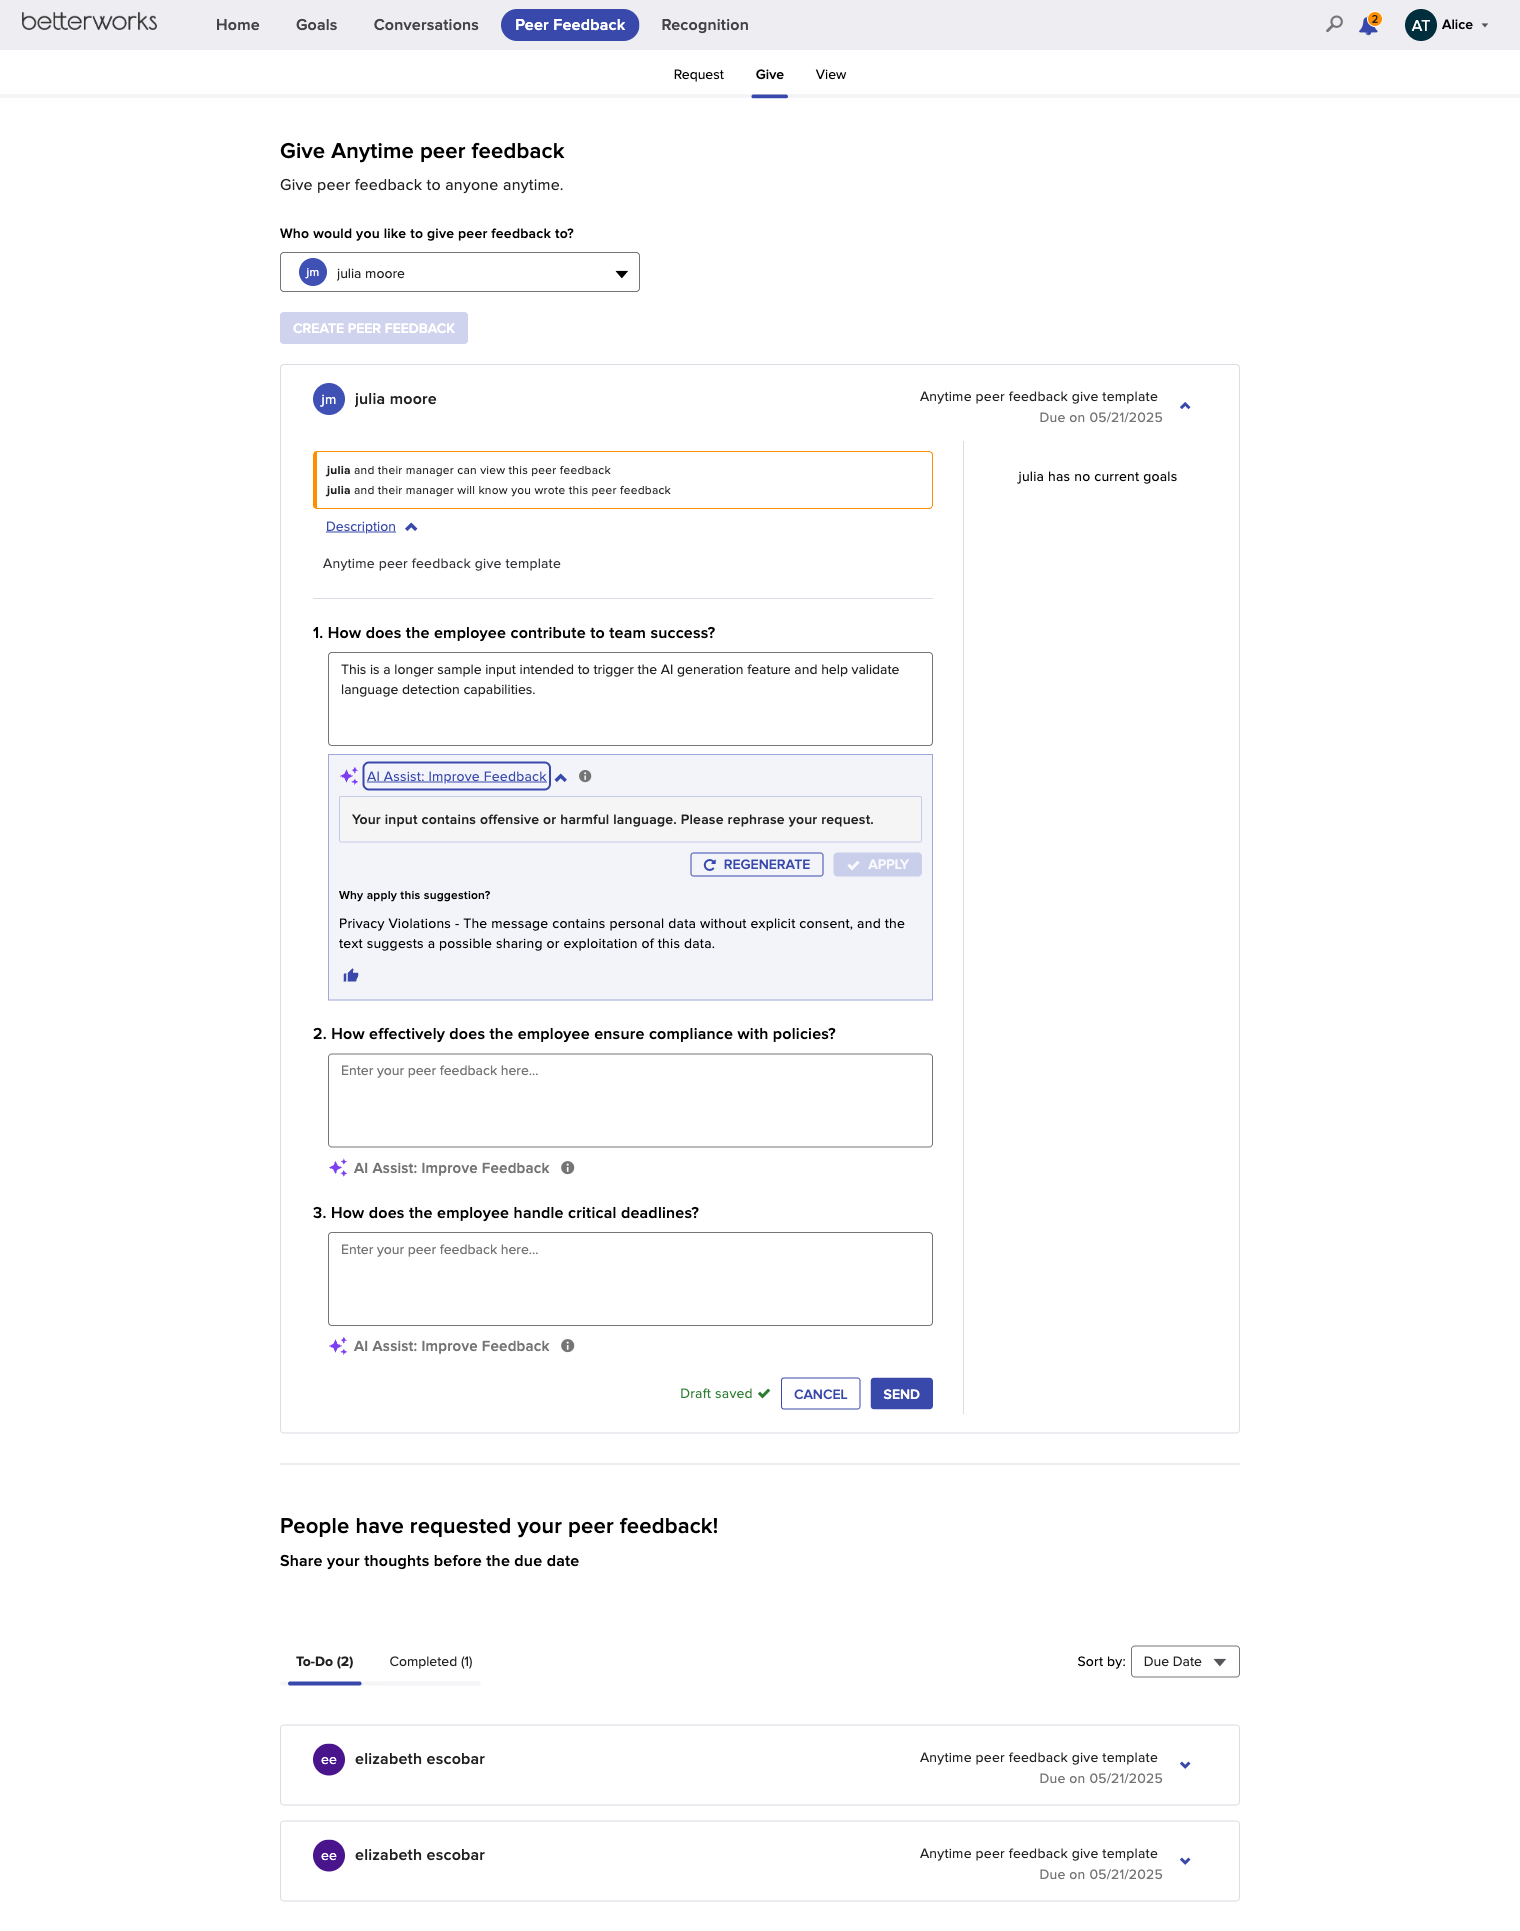 betterworks
Home Goals Conversations Peer Feedback Recognition
2
AT Alice
Request Give View
Give Anytime peer feedback
Give peer feedback to anyone anytime.
Who would you like to give peer feedback to?
jm julia moore
CREATE PEER FEEDBACK
jm julia moore
Anytime peer feedback give template
Due on 05/21/2025
julia and their manager can view this peer feedback
julia and their manager will know you wrote this peer feedback
julia has no current goals
Description
Anytime peer feedback give template
1. How does the employee contribute to team success?
This is a longer sample input intended to trigger the AI generation feature and help validate
language detection capabilities.
AI Assist: Improve Feedback
Your input contains offensive or harmful language. Please rephrase your request.
REGENERATE APPLY
Why apply this suggestion?
Privacy Violations - The message contains personal data without explicit consent, and the
text suggests a possible sharing or exploitation of this data.
2. How effectively does the employee ensure compliance with policies?
Enter your peer feedback here...
AI Assist: Improve Feedback
3. How does the employee handle critical deadlines?
Enter your peer feedback here...
AI Assist: Improve Feedback
Draft saved CANCEL SEND
People have requested your peer feedback!
Share your thoughts before the due date
To-Do (2) Completed (1)
Sort by: Due Date
ee elizabeth escobar
Anytime peer feedback give template
Due on 05/21/2025
ee elizabeth escobar
Anytime peer feedback give template
Due on 05/21/2025